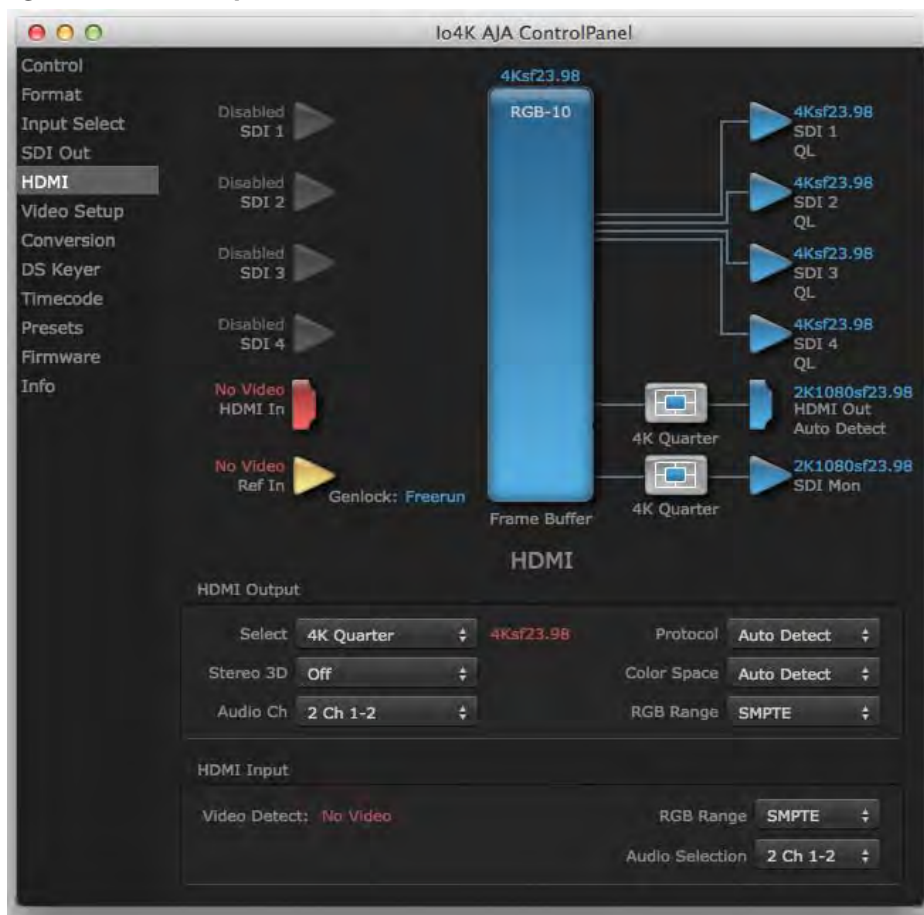 Io4K AJA ControlPanel
Control
Format
Input Select
SDI Out
HDMI
Video Setup
Conversion
DS Keyer
Timecode
Presets
Firmware
Info
4Ksf23.98
RGB-10
Disabled
SDI 1
Disabled
SDI 2
Disabled
SDI 3
Disabled
SDI 4
No Video
HDMI In
No Video
Ref In
Genlock: Freerun
Frame Buffer
4Ksf23.98
SDI 1
QL
4Ksf23.98
SDI 2
QL
4Ksf23.98
SDI 3
QL
4Ksf23.98
SDI 4
QL
4K Quarter
2K1080sf23.98
HDMI Out
Auto Detect
4K Quarter
2K1080sf23.98
SDI Mon
HDMI
HDMI Output
Select 4K Quarter 4Ksf23.98 Protocol Auto Detect
Stereo 3D Off Color Space Auto Detect
Audio Ch 2 Ch 1-2 RGB Range SMPTE
HDMI Input
Video Detect: No Video RGB Range SMPTE
Audio Selection 2 Ch 1-2